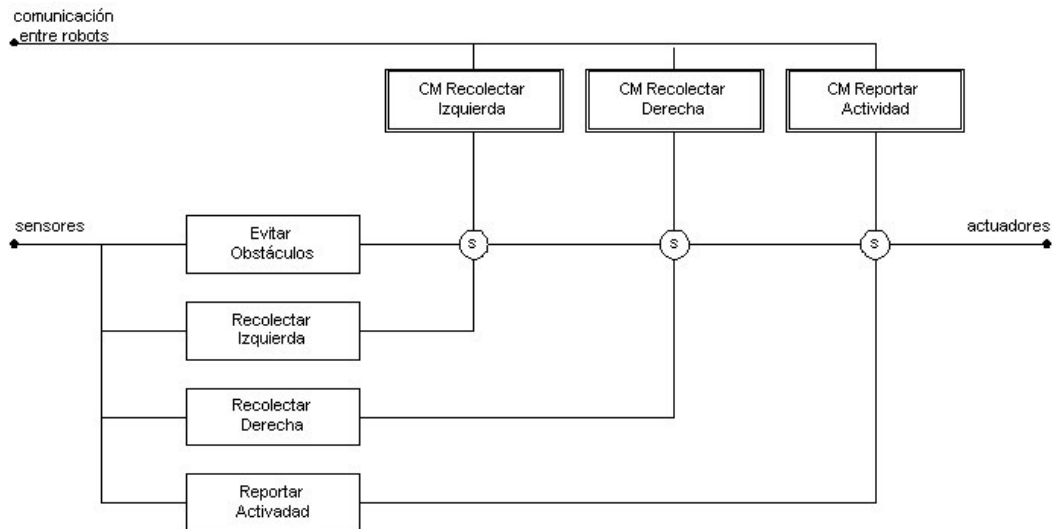 comunicación
entre robots
CM Recolectar
Izquierda
CM Recolectar
Derecha
CM Reportar
Actividad
sensores
Evitar
Obstáculos
S
S
S
actuadores
Recolectar
Izquierda
Recolectar
Derecha
Reportar
Activadad